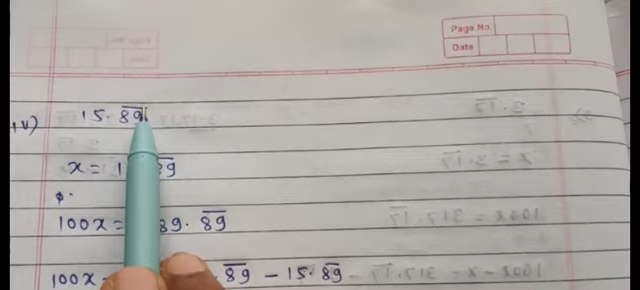 Page No.
Date
iv) 15.8̅9̅
x = 1 8̅9̅
100x = 89.8̅9̅
100x - 8̅9̅ - 15.8̅9̅